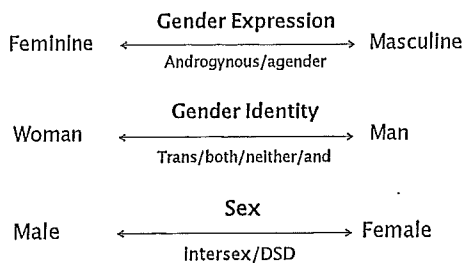 Gender Expression
Feminine Masculine
Androgynous/agender
Gender Identity
Woman Man
Trans/both/neither/and
Sex
Male Female
Intersex/DSD